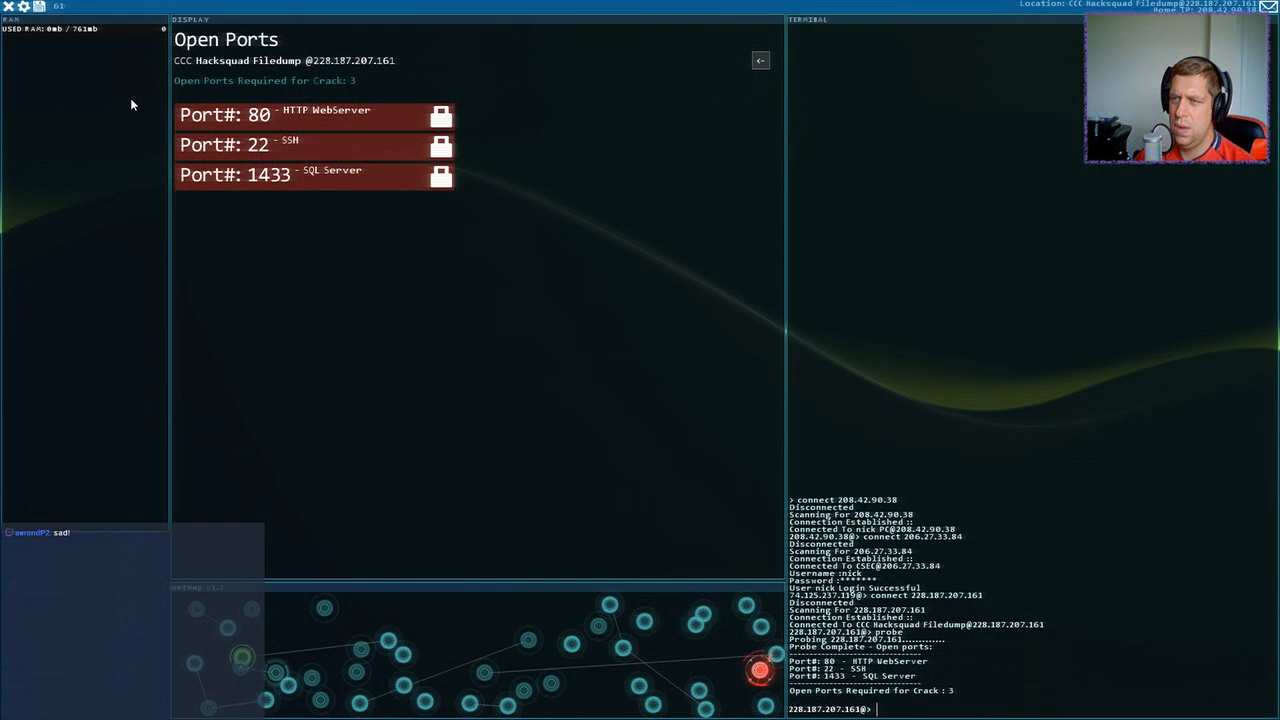 61
Location: CCC Hacksquad Filedump@228.187.207.161
Home IP: 208.42.90.38
RAM
USED RAM: 0mb / 761mb
0
DISPLAY
Open Ports
CCC Hacksquad Filedump @228.187.207.161
<-
Open Ports Required for Crack: 3
Port#: 80 - HTTP WebServer
Port#: 22 - SSH
Port#: 1433 - SQL Server
aerondP2: sad!
netmap v1.7
TERMINAL
> connect 208.42.90.38
Disconnected
Scanning For 208.42.90.38
Connection Established ::
Connected To nick PC@208.42.90.38
208.42.90.38@> connect 206.27.33.84
Disconnected
Scanning For 206.27.33.84
Connection Established ::
Connected To CSEC@206.27.33.84
Username :nick
Password :*******
User nick Login Successful
74.125.237.119@> connect 228.187.207.161
Disconnected
Scanning For 228.187.207.161
Connection Established ::
Connected To CCC Hacksquad Filedump@228.187.207.161
228.187.207.161@> probe
Probing 228.187.207.161.............
Probe Complete - Open ports:
---------------------------------
Port#: 80 - HTTP WebServer
Port#: 22 - SSH
Port#: 1433 - SQL Server
---------------------------------
Open Ports Required for Crack : 3
228.187.207.161@>